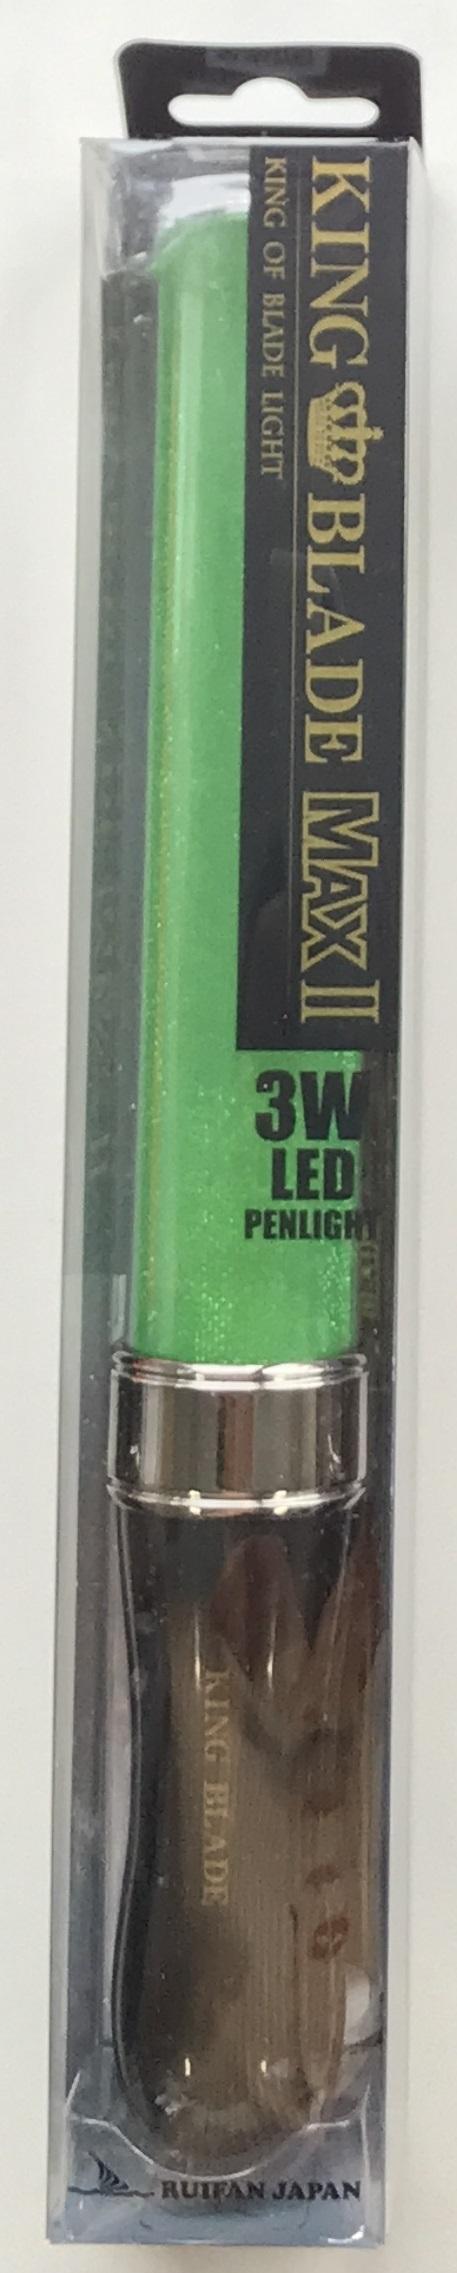 KING BLADE MAX II
KING OF BLADE LIGHT
3W
LED
PENLIGHT
KING BLADE
RUIFAN JAPAN